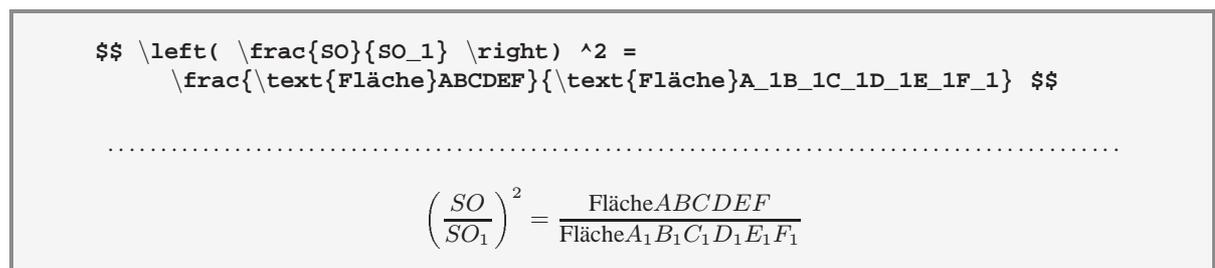 $$ \left( \frac{SO}{SO_1} \right) ^2 =
\frac{\text{Fläche}ABCDEF}{\text{Fläche}A_1B_1C_1D_1E_1F_1} $$
(SO/SO₁)² = FlächeABCDEF/FlächeA₁B₁C₁D₁E₁F₁